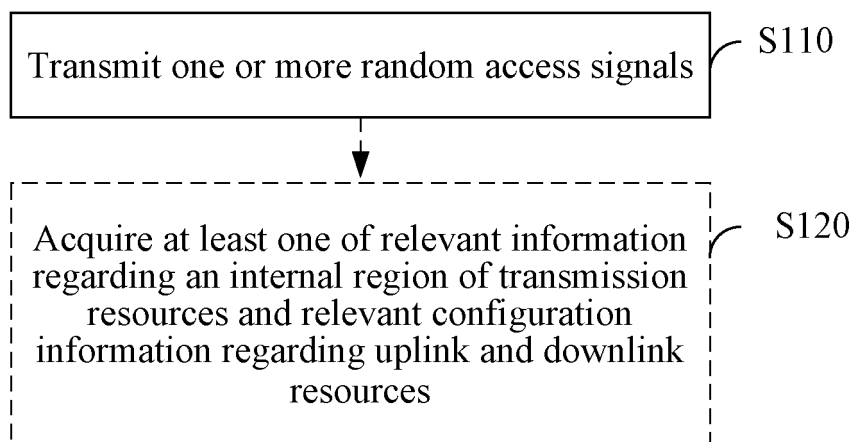 Transmit one or more random access signals
S110
Acquire at least one of relevant information
regarding an internal region of transmission
resources and relevant configuration
information regarding uplink and downlink
resources
S120